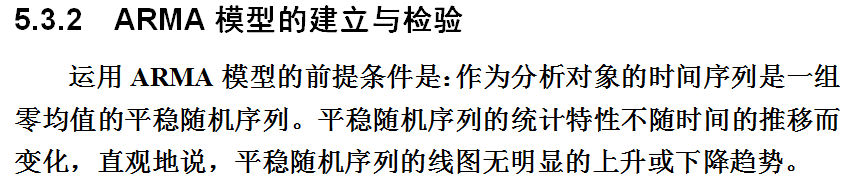 5.3.2 ARMA 模型的建立与检验
运用 ARMA 模型的前提条件是：作为分析对象的时间序列是一组
零均值的平稳随机序列。平稳随机序列的统计特性不随时间的推移而
变化，直观地说，平稳随机序列的线图无明显的上升或下降趋势。